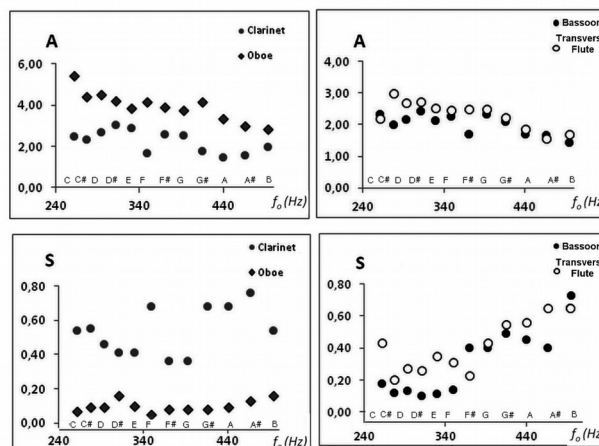 A
Clarinet
Oboe
6,00
4,00
2,00
0,00
C C# D D# E F F# G G# A A# B
240 340 440 fo (Hz)
A
Bassoon
Transvers
Flute
4,00
3,00
2,00
1,00
0,00
C C# D D# E F F# G G# A A# B
240 340 440 fo (Hz)
S
Clarinet
Oboe
0,80
0,60
0,40
0,20
0,00
C C# D D# E F F# G G# A A# B
240 340 440 fo (Hz)
S
Bassoon
Transvers
Flute
0,80
0,60
0,40
0,20
0,00
C C# D D# E F F# G G# A A# B
240 340 440 fo (Hz)